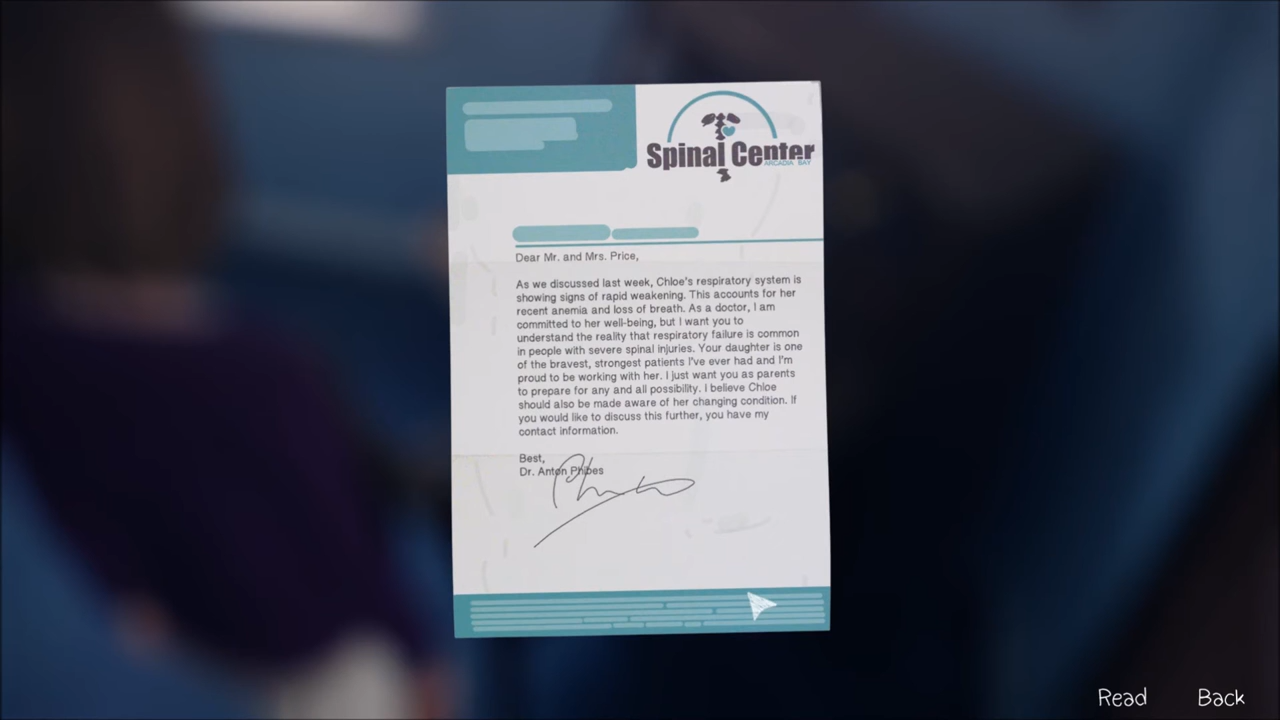 Spinal Center
ARCADIA BAY
Dear Mr. and Mrs. Price,
As we discussed last week, Chloe's respiratory system is
showing signs of rapid weakening. This accounts for her
recent anemia and loss of breath. As a doctor, I am
committed to her well-being, but I want you to
understand the reality that respiratory failure is common
in people with severe spinal injuries. Your daughter is one
of the bravest, strongest patients I've ever had and I'm
proud to be working with her. I just want you as parents
to prepare for any and all possibility. I believe Chloe
should also be made aware of her changing condition. If
you would like to discuss this further, you have my
contact information.
Best,
Dr. Anton Phibes
Read Back